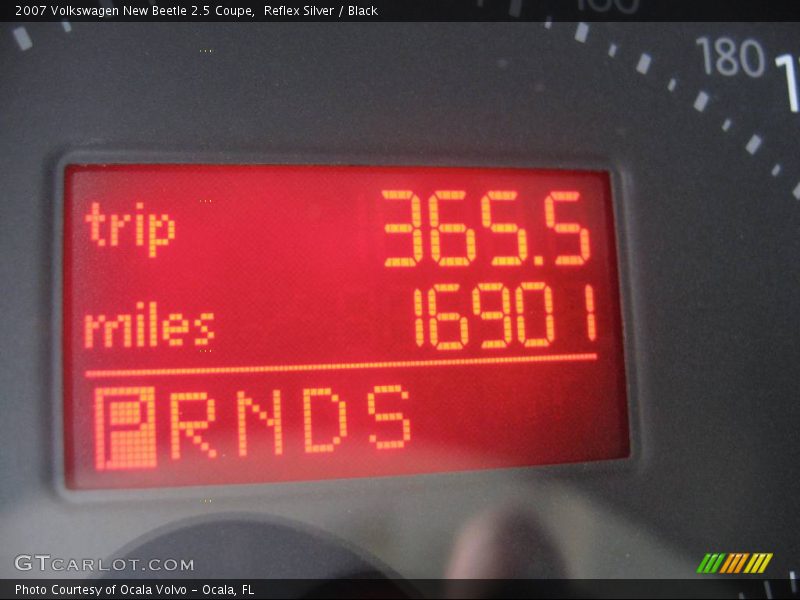 2007 Volkswagen New Beetle 2.5 Coupe,  Reflex Silver / Black
180
trip 365.5
miles 16901
PRNDS
GTCARLOT.COM
Photo Courtesy of Ocala Volvo - Ocala, FL